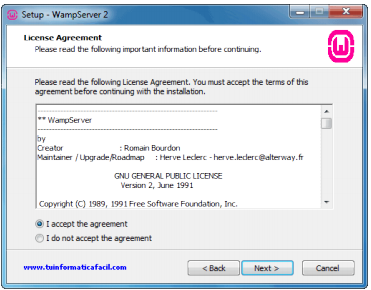 Setup - WampServer 2
License Agreement
Please read the following important information before continuing.
Please read the following License Agreement. You must accept the terms of this
agreement before continuing with the installation.
** WampServer
by
Creator : Romain Bourdon
Maintainer / Upgrade/Roadmap : Herve Leclerc - herve.leclerc@alterway.fr
GNU GENERAL PUBLIC LICENSE
Version 2, June 1991
Copyright (C) 1989, 1991 Free Software Foundation, Inc.
I accept the agreement
I do not accept the agreement
www.tuinformaticafacil.com
< Back
Next >
Cancel